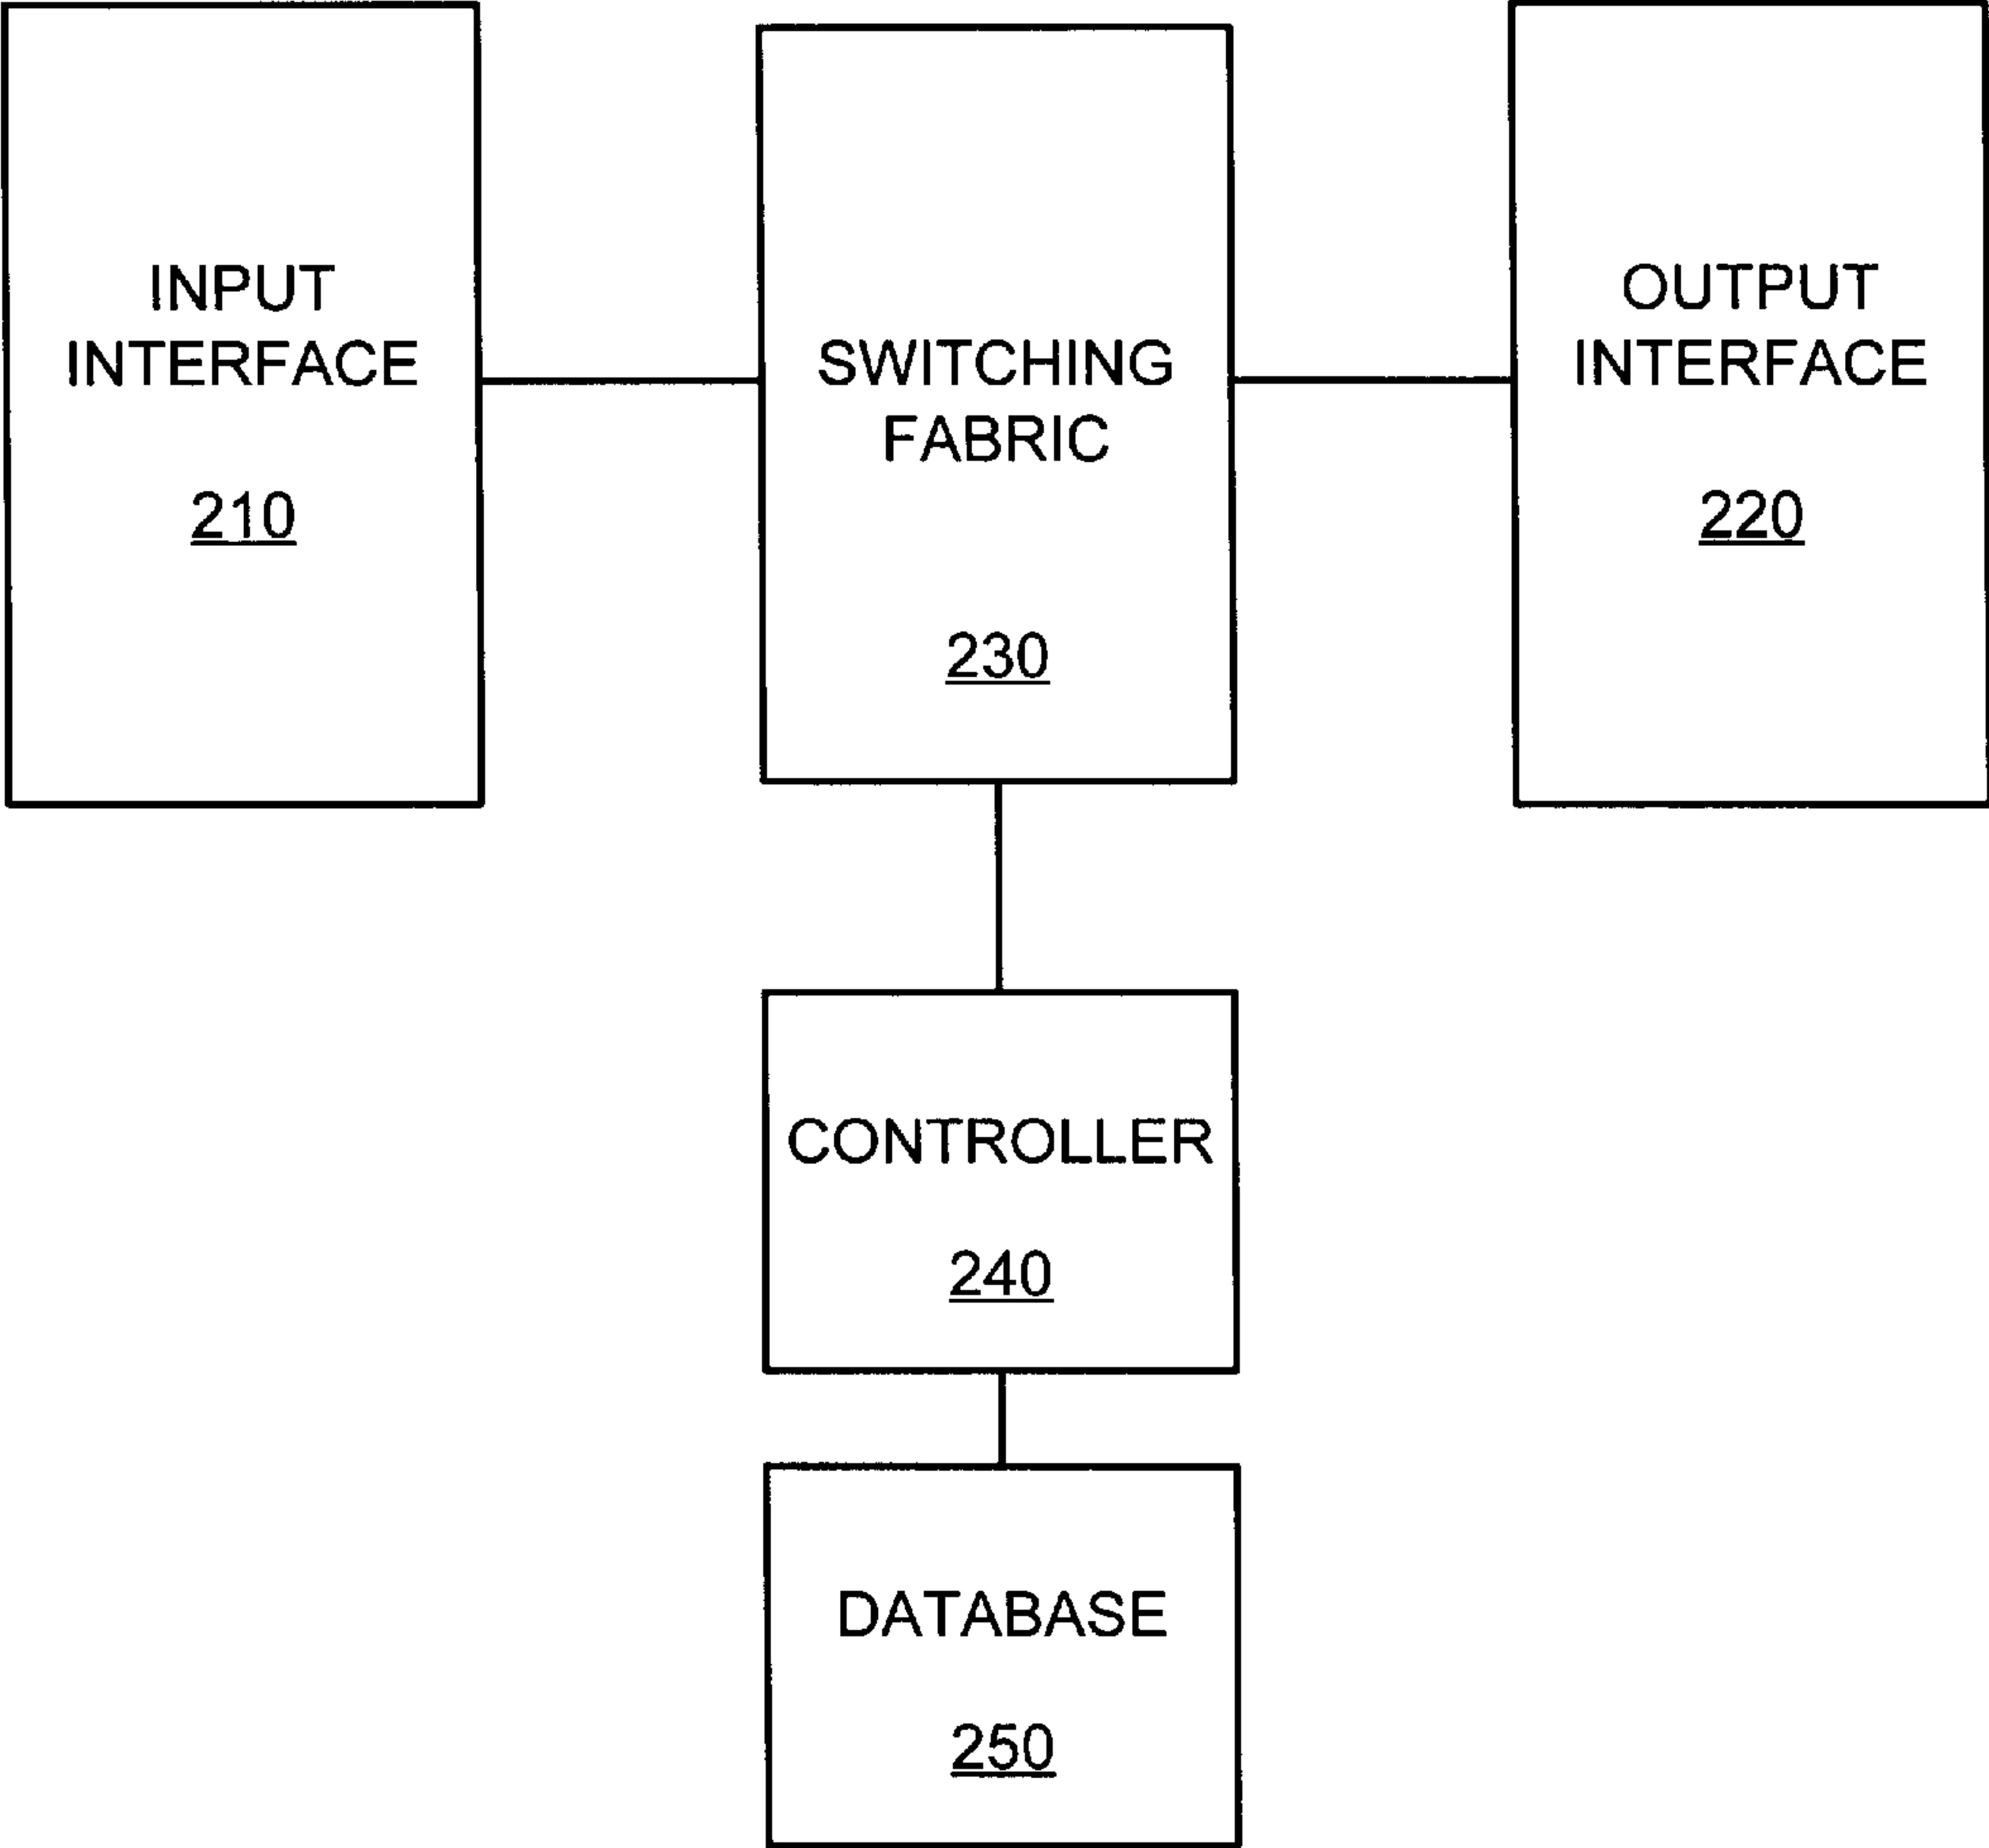 INPUT
INTERFACE
210
SWITCHING
FABRIC
230
OUTPUT
INTERFACE
220
CONTROLLER
240
DATABASE
250